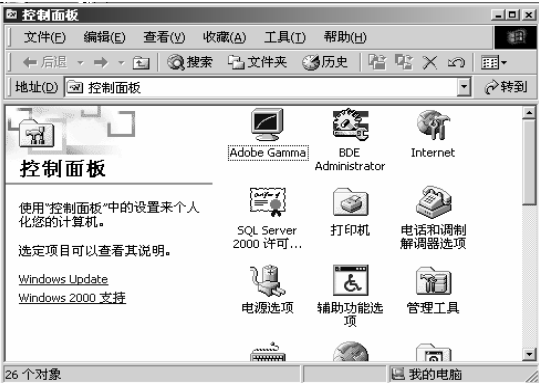 控制面板
文件(F) 编辑(E) 查看(V) 收藏(A) 工具(T) 帮助(H)
后退 搜索 文件夹 历史
地址(D) 控制面板 转到
控制面板
使用"控制面板"中的设置来个人
化您的计算机。
选定项目可以查看其说明。
Windows Update
Windows 2000 支持
Adobe Gamma
BDE
Administrator
Internet
SQL Server
2000 许可...
打印机
电话和调制
解调器选项
电源选项
辅助功能选
项
管理工具
26 个对象 我的电脑